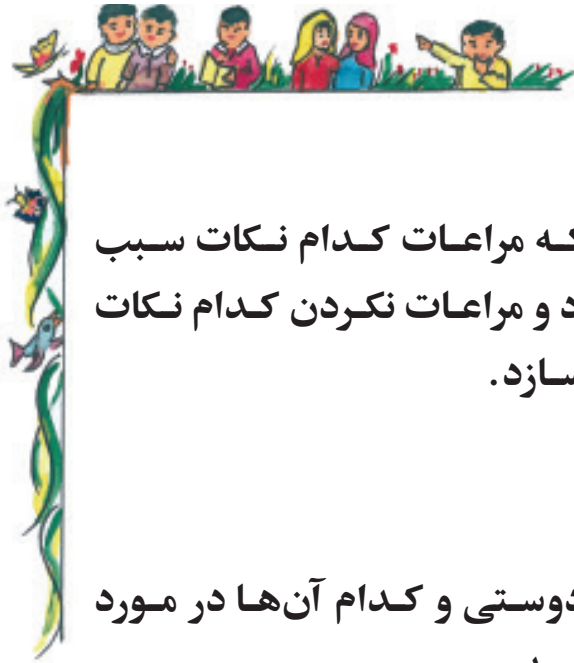 که مراعات کدام نکات سبب
د و مراعات نکردن کدام نکات
سازد.
دوستی و کدام آن‌ها در مورد